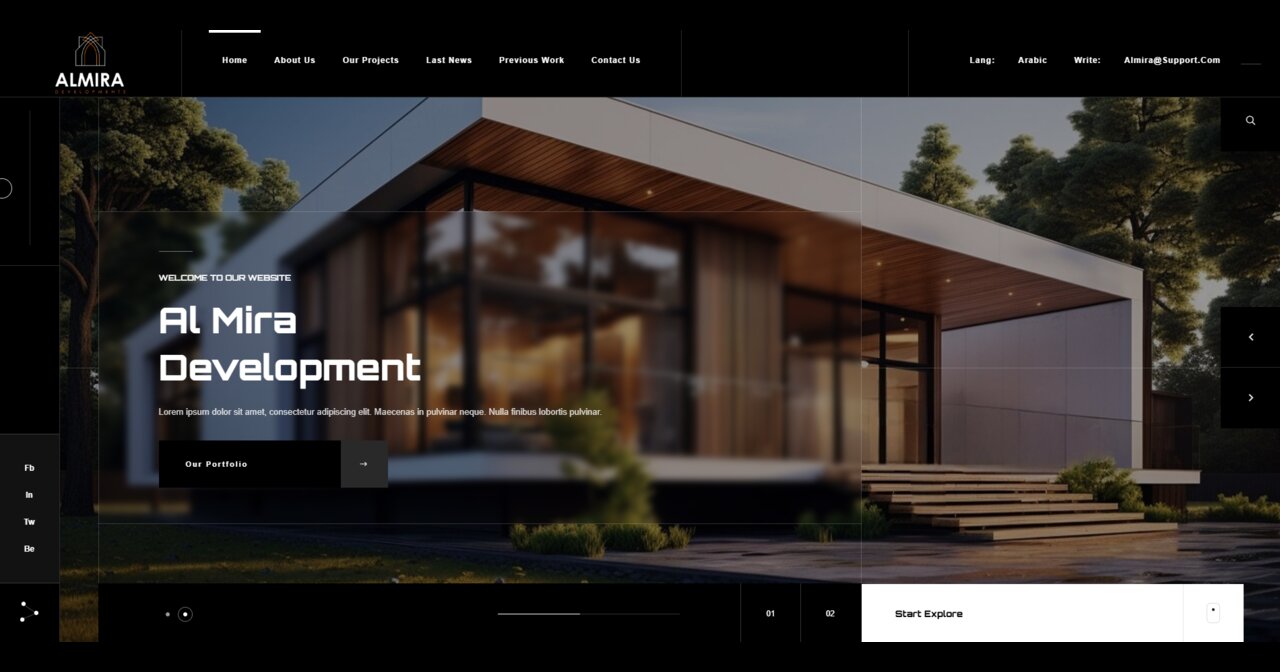 ALMIRA
DEVELOPMENTS
Home
About Us
Our Projects
Last News
Previous Work
Contact Us
Lang:
Arabic
Write:
Almira@Support.Com
WELCOME TO OUR WEBSITE
Al Mira
Development
Lorem ipsum dolor sit amet, consectetur adipiscing elit. Maecenas in pulvinar neque. Nulla finibus lobortis pulvinar.
Our Portfolio
Fb
In
Tw
Be
01
02
Start Explore